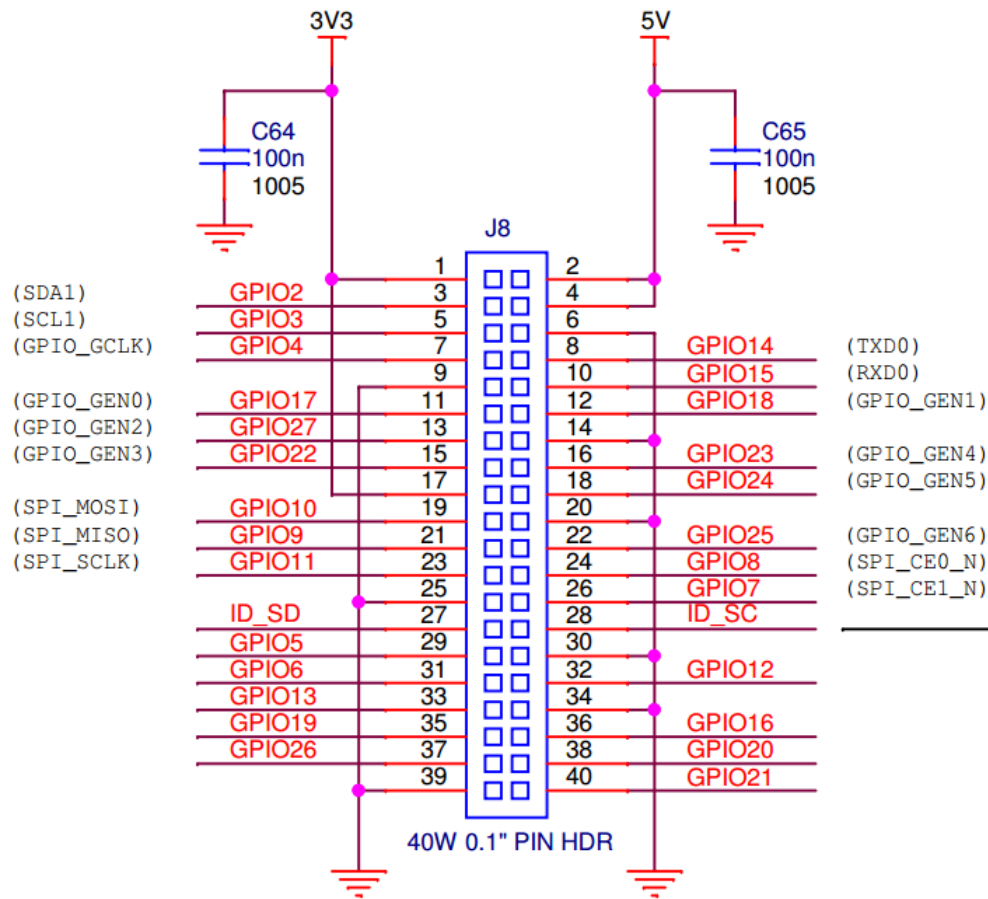 3V3 5V
C64 C65
100n 100n
1005 1005
J8
1 2
(SDA1) GPIO2 3 4
(SCL1) GPIO3 5 6
(GPIO_GCLK) GPIO4 7 8 GPIO14 (TXD0)
9 10 GPIO15 (RXD0)
(GPIO_GEN0) GPIO17 11 12 GPIO18 (GPIO_GEN1)
(GPIO_GEN2) GPIO27 13 14
(GPIO_GEN3) GPIO22 15 16 GPIO23 (GPIO_GEN4)
17 18 GPIO24 (GPIO_GEN5)
(SPI_MOSI) GPIO10 19 20
(SPI_MISO) GPIO9 21 22 GPIO25 (GPIO_GEN6)
(SPI_SCLK) GPIO11 23 24 GPIO8 (SPI_CE0_N)
25 26 GPIO7 (SPI_CE1_N)
ID_SD 27 28 ID_SC
GPIO5 29 30
GPIO6 31 32 GPIO12
GPIO13 33 34
GPIO19 35 36 GPIO16
GPIO26 37 38 GPIO20
39 40 GPIO21
40W 0.1" PIN HDR